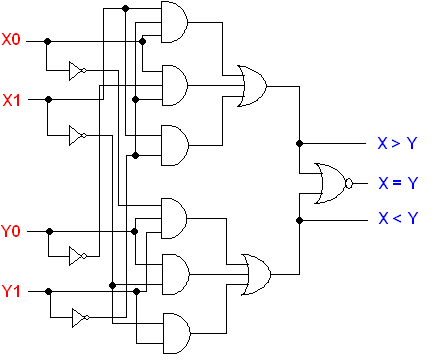 X0
X1
X > Y
X = Y
X < Y
Y0
Y1